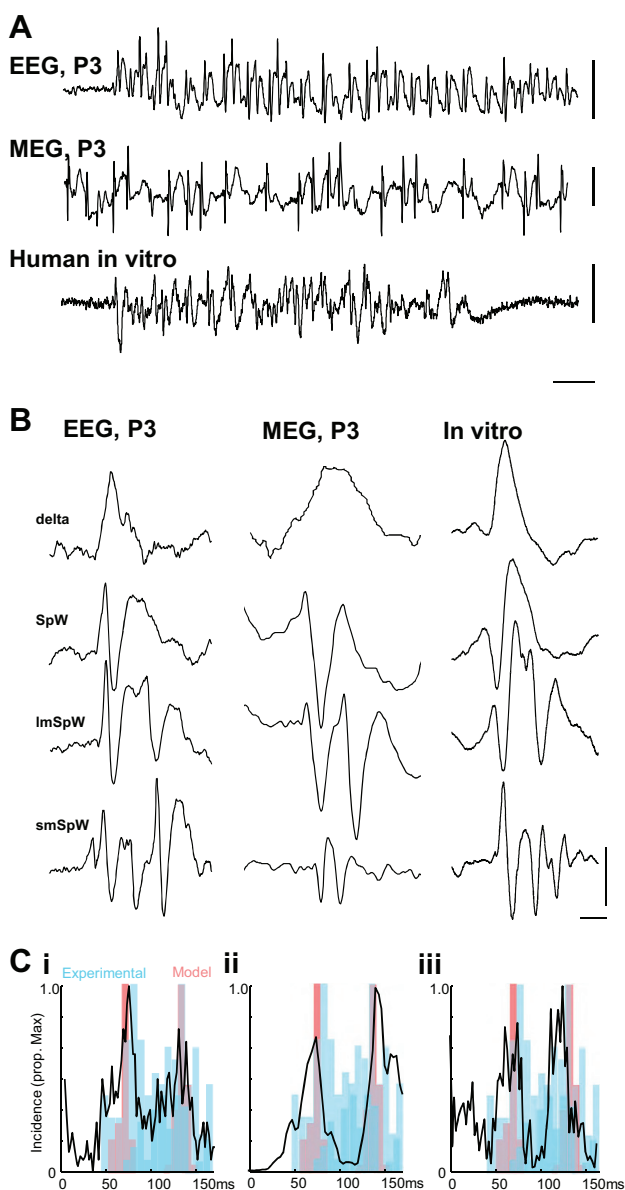 A
EEG, P3
MEG, P3
Human in vitro
B
EEG, P3 MEG, P3 In vitro
delta
SpW
lmSpW
smSpW
C i ii iii
Experimental Model
1.0 1.0 1.0
Incidence (prop. Max)
0 0 0
0 50 100 150ms 0 50 100 150ms 0 50 100 150ms